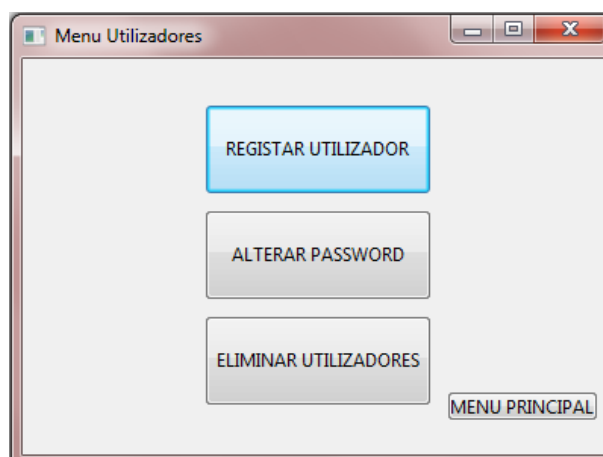 Menu Utilizadores
REGISTAR UTILIZADOR
ALTERAR PASSWORD
ELIMINAR UTILIZADORES
MENU PRINCIPAL